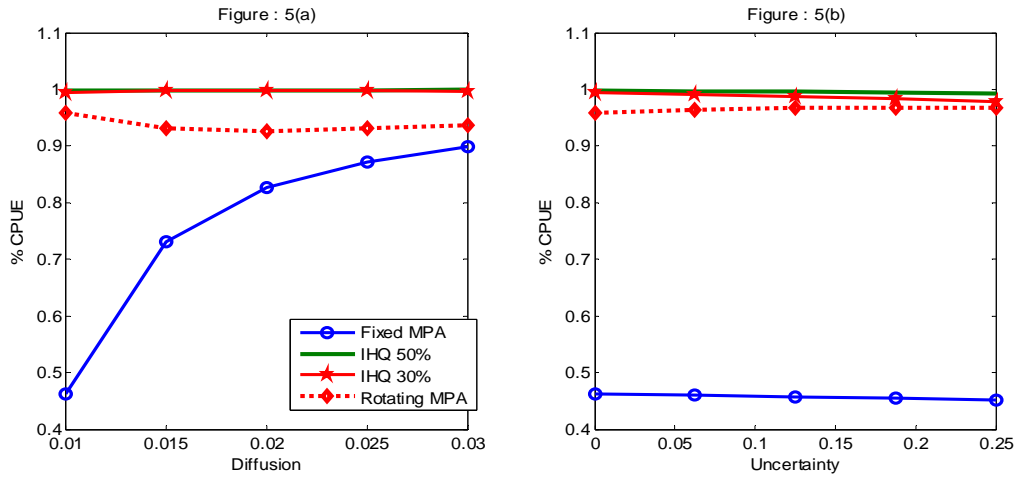 Figure : 5(a)
1.1
1
0.9
0.8
0.7
0.6
0.5
0.4
% CPUE
0.01
0.015
0.02
0.025
0.03
Diffusion
Fixed MPA
IHQ 50%
IHQ 30%
Rotating MPA
Figure : 5(b)
1.1
1
0.9
0.8
0.7
0.6
0.5
0.4
% CPUE
0
0.05
0.1
0.15
0.2
0.25
Uncertainty